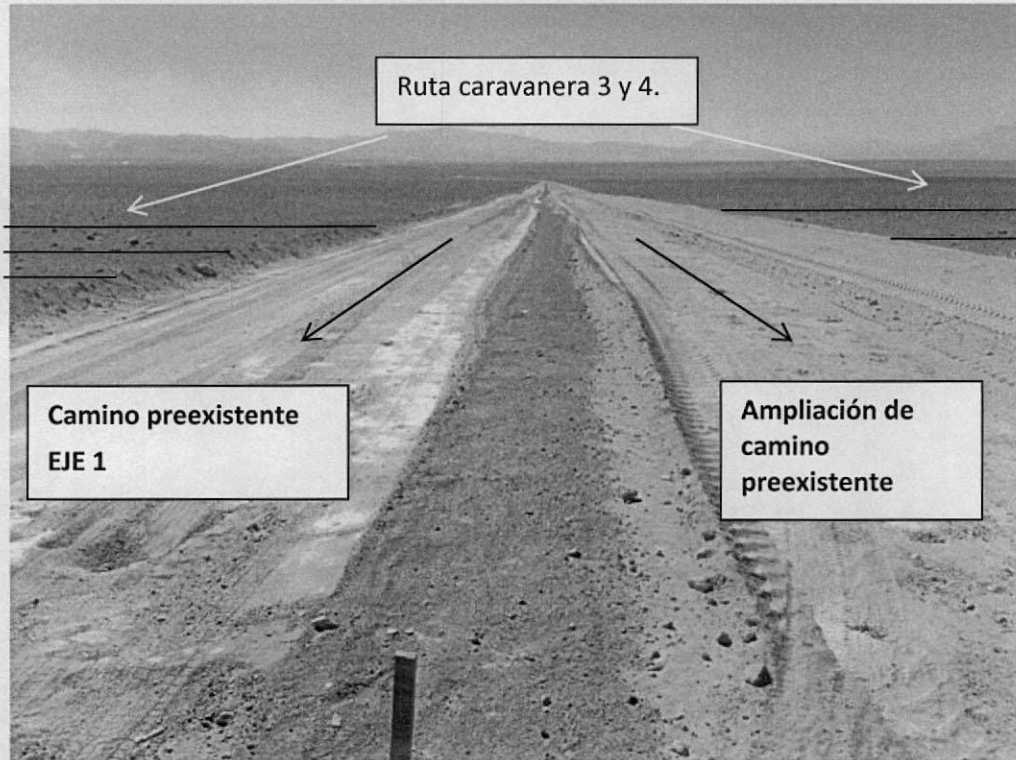 Ruta caravanera 3 y 4.
Camino preexistente
EJE 1
Ampliación de
camino
preexistente